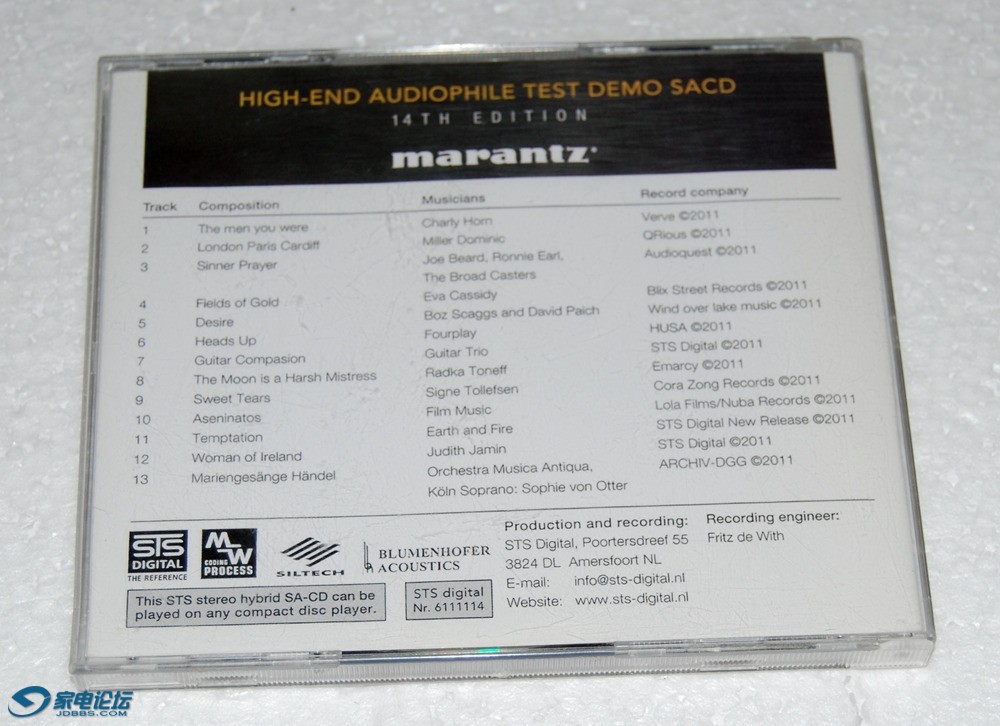 HIGH-END AUDIOPHILE TEST DEMO SACD
14TH EDITION
marantz
Track Composition Musicians Record company
1 The men you were Charly Horn Verve ©2011
2 London Paris Cardiff Miller Dominic QRious ©2011
3 Sinner Prayer Joe Beard, Ronnie Earl, Audioquest ©2011
The Broad Casters
4 Fields of Gold Eva Cassidy Blix Street Records ©2011
5 Desire Boz Scaggs and David Paich Wind over lake music ©2011
6 Heads Up Fourplay HUSA ©2011
7 Guitar Compasion Guitar Trio STS Digital ©2011
8 The Moon is a Harsh Mistress Radka Toneff Emarcy ©2011
9 Sweet Tears Signe Tollefsen Cora Zong Records ©2011
10 Aseninatos Film Music Lola Films/Nuba Records ©2011
11 Temptation Earth and Fire STS Digital New Release ©2011
12 Woman of Ireland Judith Jamin STS Digital ©2011
13 Mariengesänge Händel Orchestra Musica Antiqua, ARCHIV-DGG ©2011
Köln Soprano: Sophie von Otter
STS
DIGITAL
THE REFERENCE
MW
CODING
PROCESS
SILTECH
BLUMENHOFER
ACOUSTICS
This STS stereo hybrid SA-CD can be
played on any compact disc player.
STS digital
Nr. 6111114
Production and recording:
STS Digital, Poortersdreef 55
3824 DL Amersfoort NL
E-mail: info@sts-digital.nl
Website: www.sts-digital.nl
Recording engineer:
Fritz de With
家电论坛
JDBBS.COM